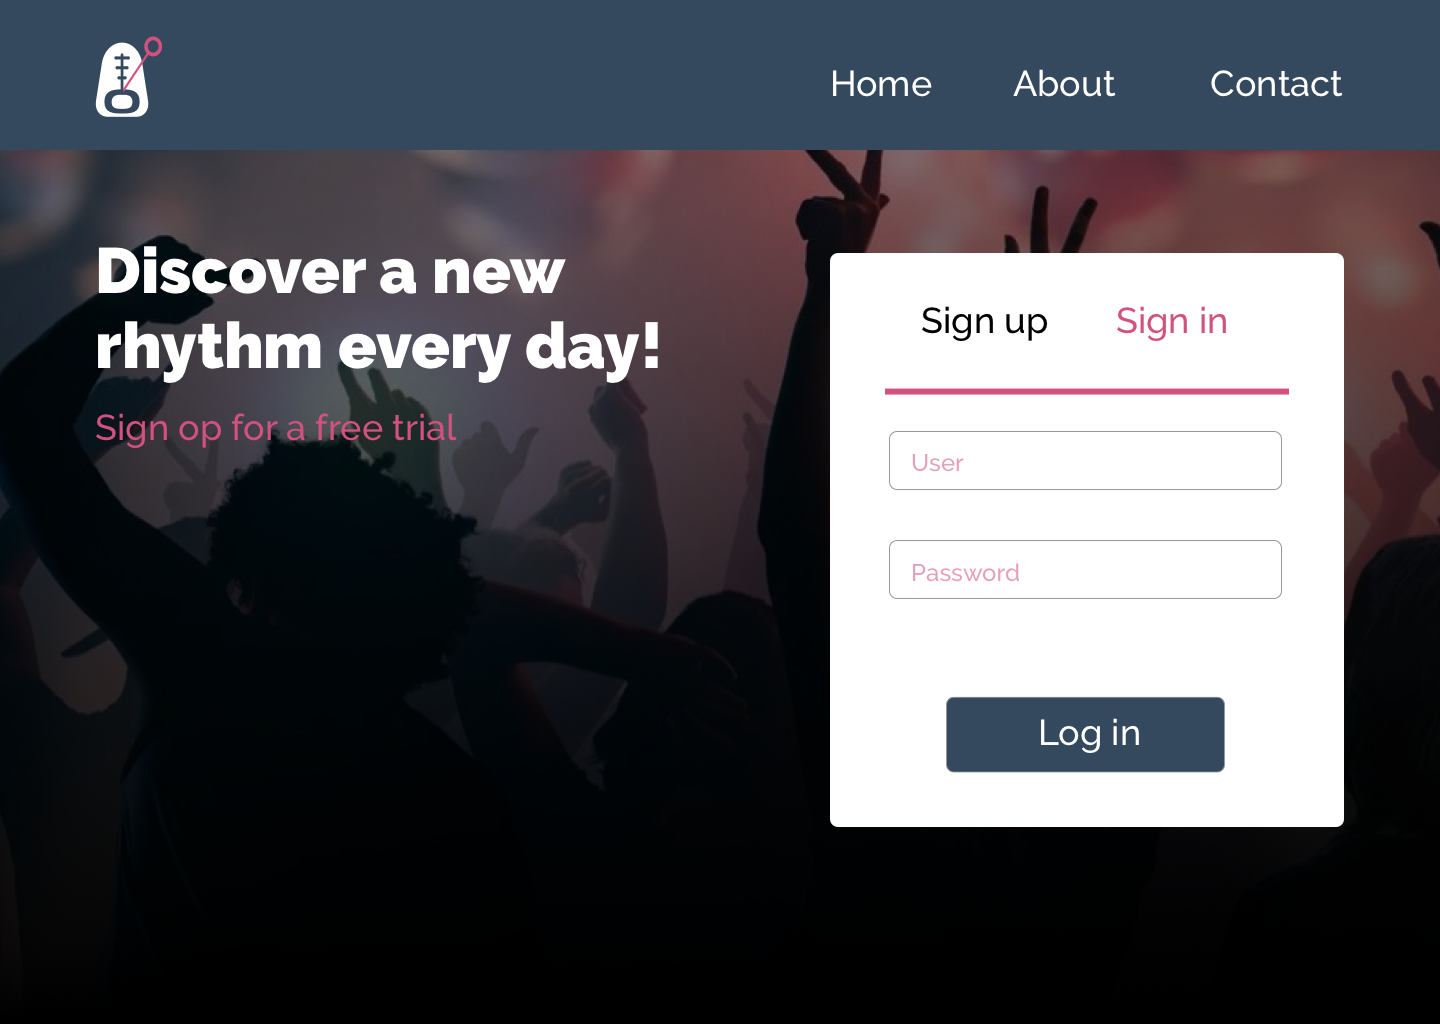 Home About Contact
Discover a new
rhythm every day!
Sign op for a free trial
Sign up Sign in
User
Password
Log in